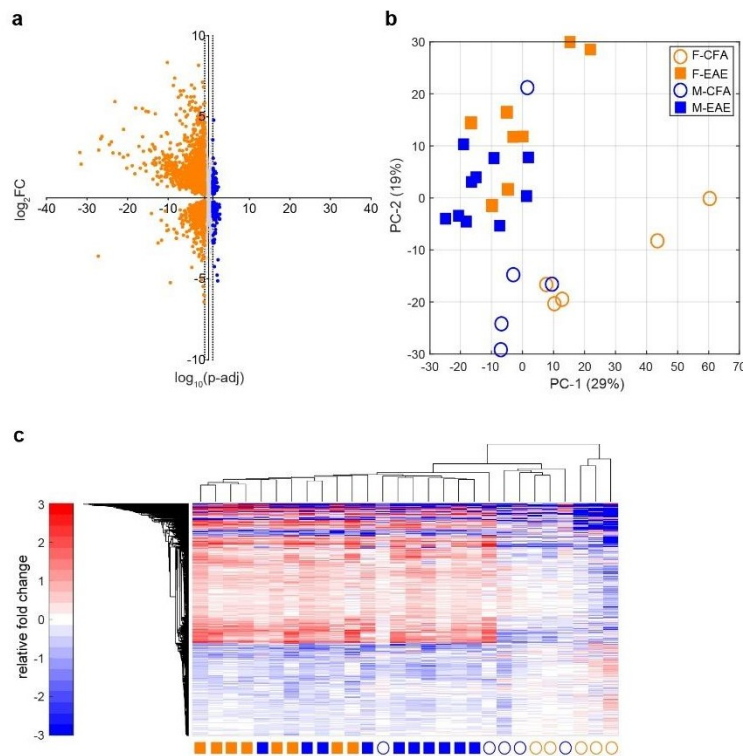 a
10
5
-40 -30 -20 -10 0 10 20 30 40
-5
-10
log₂FC
log₁₀(p-adj)
b
30
20
10
0
-10
-20
-30
-30 -20 -10 0 10 20 30 40 50 60 70
PC-2 (19%)
PC-1 (29%)
F-CFA
F-EAE
M-CFA
M-EAE
c
3
2
1
0
-1
-2
-3
relative fold change